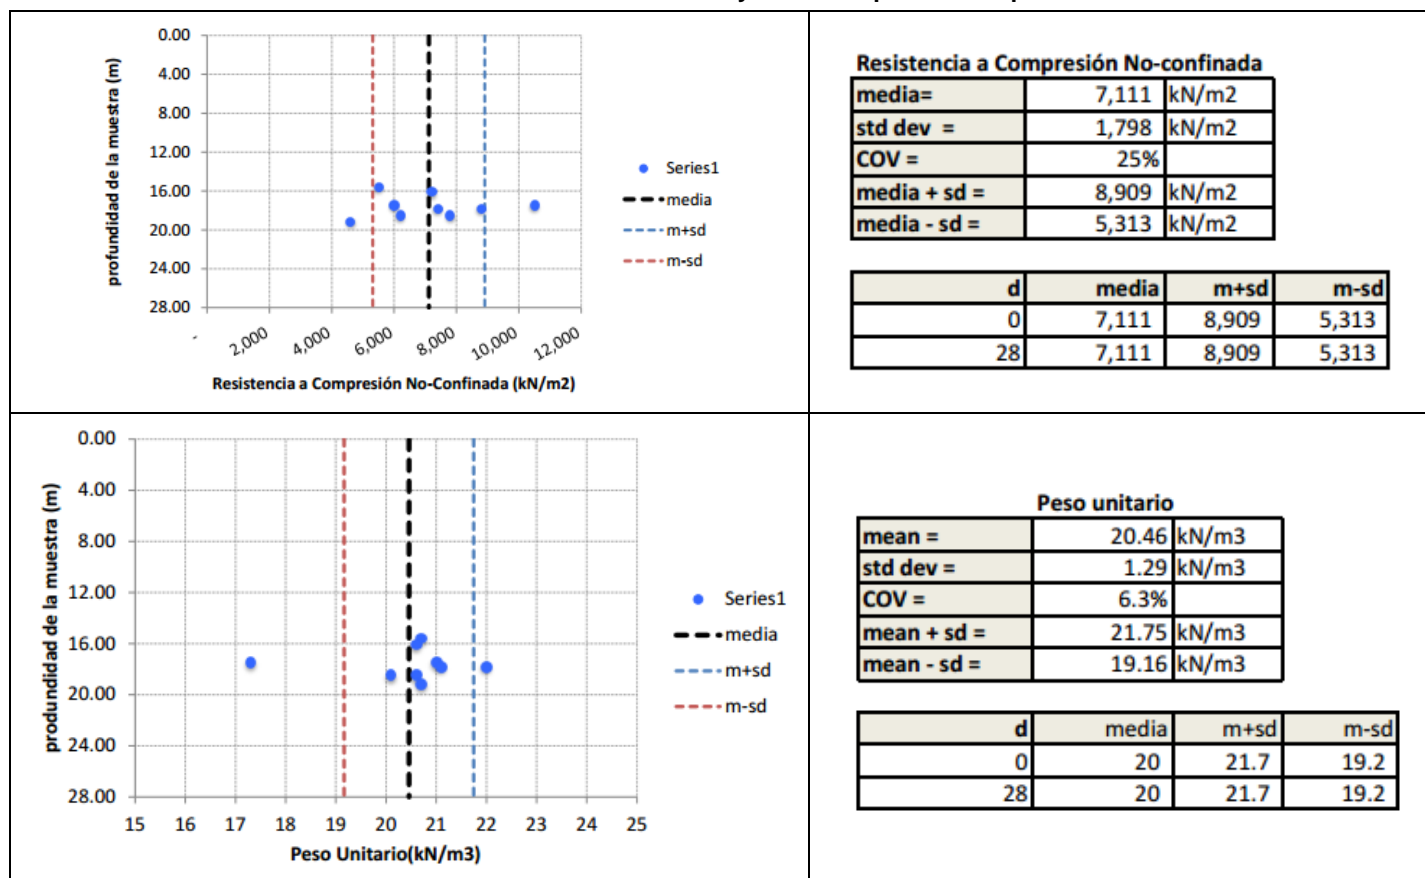 0.00
4.00
8.00
12.00
16.00
20.00
24.00
28.00
profundidad de la muestra (m)
- 2,000 4,000 6,000 8,000 10,000 12,000
Resistencia a Compresión No-Confinada (kN/m2)
Series1
media
m+sd
m-sd
Resistencia a Compresión No-confinada
media= 7,111 kN/m2
std dev = 1,798 kN/m2
COV = 25%
media + sd = 8,909 kN/m2
media - sd = 5,313 kN/m2
d media m+sd m-sd
0 7,111 8,909 5,313
28 7,111 8,909 5,313
0.00
4.00
8.00
12.00
16.00
20.00
24.00
28.00
produndidad de la muestra (m)
15 16 17 18 19 20 21 22 23 24 25
Peso Unitario(kN/m3)
Series1
media
m+sd
m-sd
Peso unitario
mean = 20.46 kN/m3
std dev = 1.29 kN/m3
COV = 6.3%
mean + sd = 21.75 kN/m3
mean - sd = 19.16 kN/m3
d media m+sd m-sd
0 20 21.7 19.2
28 20 21.7 19.2